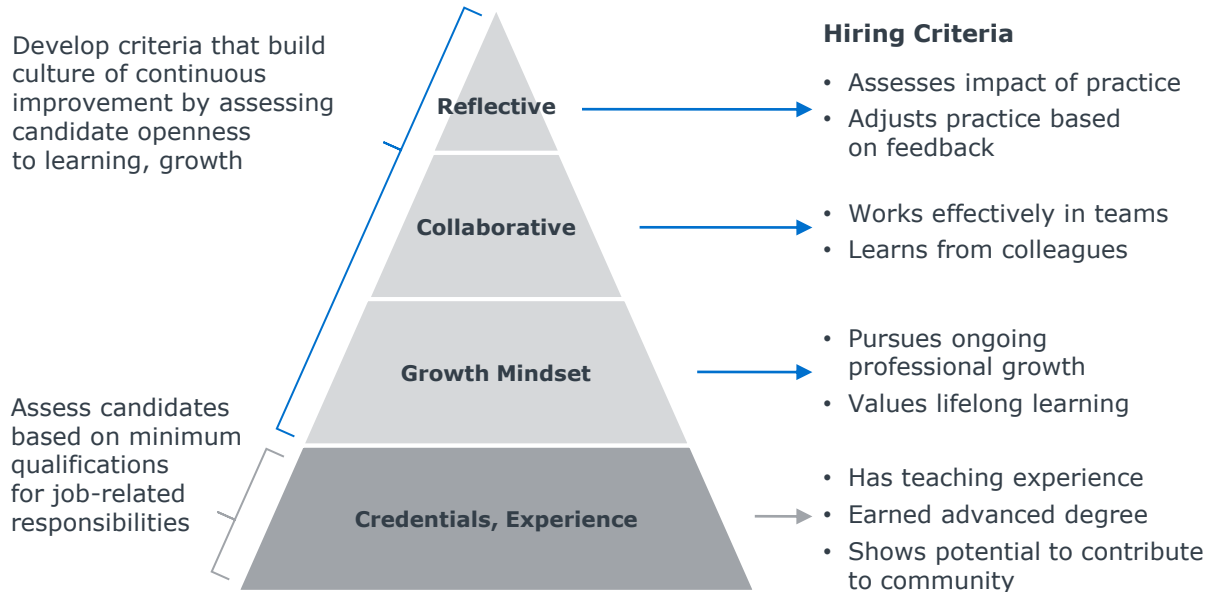 Develop criteria that build
culture of continuous
improvement by assessing
candidate openness
to learning, growth
Assess candidates
based on minimum
qualifications
for job-related
responsibilities
Reflective
Collaborative
Growth Mindset
Credentials, Experience
Hiring Criteria
• Assesses impact of practice
• Adjusts practice based
on feedback
• Works effectively in teams
• Learns from colleagues
• Pursues ongoing
professional growth
• Values lifelong learning
• Has teaching experience
• Earned advanced degree
• Shows potential to contribute
to community